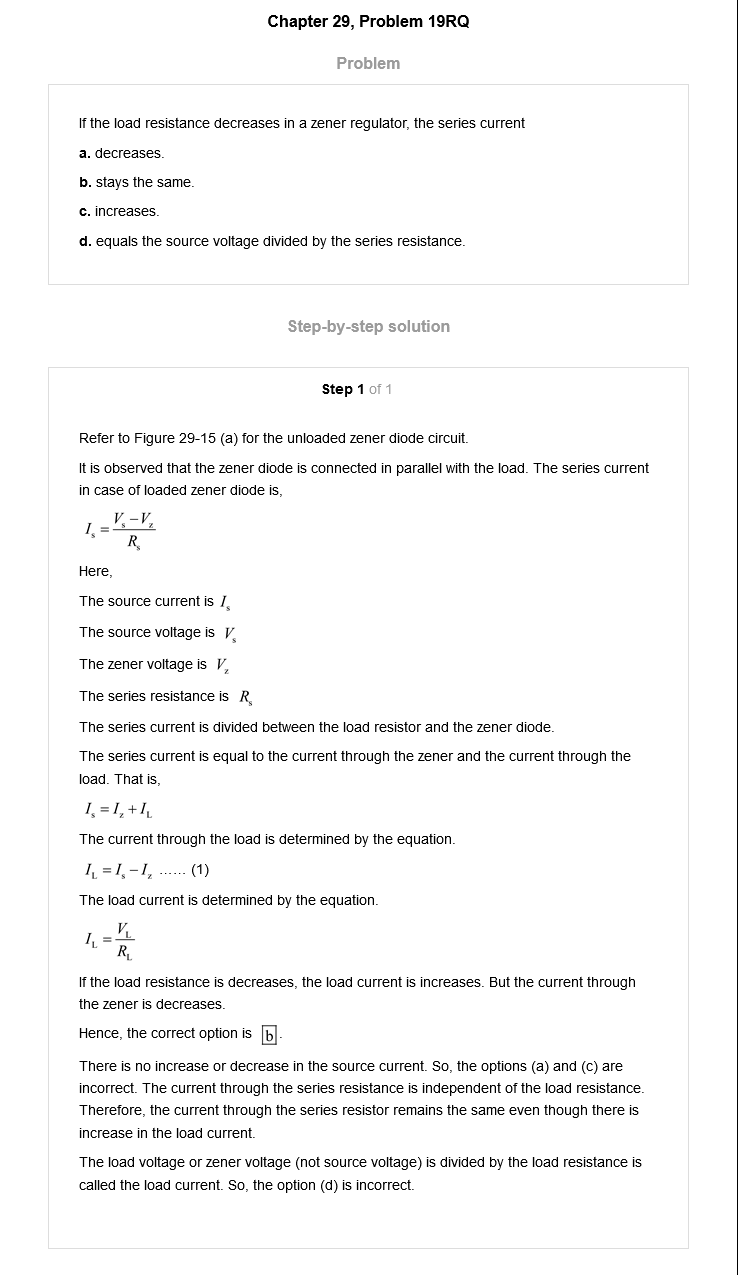 Chapter 29, Problem 19RQ
Problem
If the load resistance decreases in a zener regulator, the series current
a. decreases.
b. stays the same.
c. increases.
d. equals the source voltage divided by the series resistance.
Step-by-step solution
Step 1 of 1
Refer to Figure 29-15 (a) for the unloaded zener diode circuit.
It is observed that the zener diode is connected in parallel with the load. The series current
in case of loaded zener diode is,
I_s = (V_s − V_z) / R_s
Here,
The source current is I_s
The source voltage is V_s
The zener voltage is V_z
The series resistance is R_s
The series current is divided between the load resistor and the zener diode.
The series current is equal to the current through the zener and the current through the
load. That is,
I_s = I_z + I_L
The current through the load is determined by the equation.
I_L = I_s − I_z ...... (1)
The load current is determined by the equation.
I_L = V_L / R_L
If the load resistance is decreases, the load current is increases. But the current through
the zener is decreases.
Hence, the correct option is b.
There is no increase or decrease in the source current. So, the options (a) and (c) are
incorrect. The current through the series resistance is independent of the load resistance.
Therefore, the current through the series resistor remains the same even though there is
increase in the load current.
The load voltage or zener voltage (not source voltage) is divided by the load resistance is
called the load current. So, the option (d) is incorrect.